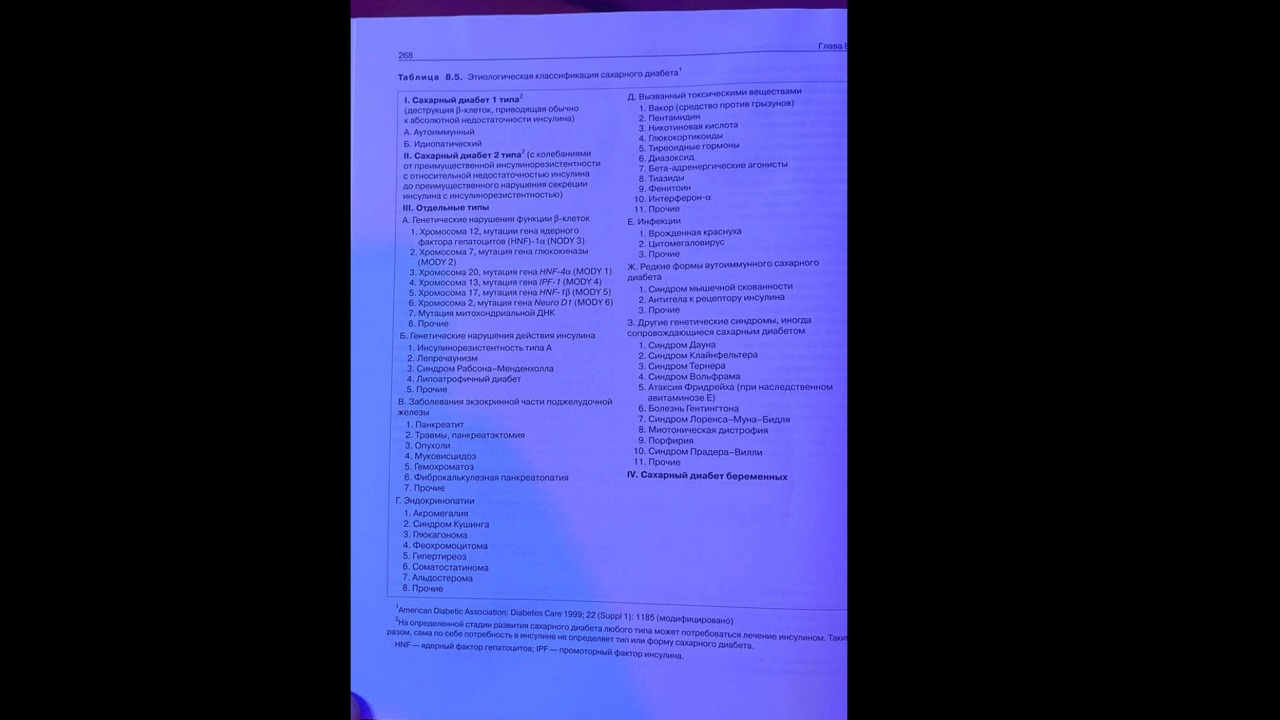 268
Глава 8
Таблица 8.5. Этиологическая классификация сахарного диабета¹
I. Сахарный диабет 1 типа²
(деструкция β-клеток, приводящая обычно
к абсолютной недостаточности инсулина)
А. Аутоиммунный
Б. Идиопатический
II. Сахарный диабет 2 типа² (с колебаниями
от преимущественной инсулинорезистентности
с относительной недостаточностью инсулина
до преимущественного нарушения секреции
инсулина с инсулинорезистентностью)
III. Отдельные типы
А. Генетические нарушения функции β-клеток
1. Хромосома 12, мутации гена ядерного
фактора гепатоцитов (HNF)-1α (NODY 3)
2. Хромосома 7, мутация гена глюкокиназы
(MODY 2)
3. Хромосома 20, мутация гена HNF-4α (MODY 1)
4. Хромосома 13, мутация гена IPF-1 (MODY 4)
5. Хромосома 17, мутация гена HNF-1β (MODY 5)
6. Хромосома 2, мутация гена Neuro D1 (MODY 6)
7. Мутация митохондриальной ДНК
8. Прочие
Б. Генетические нарушения действия инсулина
1. Инсулинорезистентность типа А
2. Лепречаунизм
3. Синдром Рабсона–Менденхолла
4. Липоатрофичный диабет
5. Прочие
В. Заболевания экзокринной части поджелудочной
железы
1. Панкреатит
2. Травмы, панкреатэктомия
3. Опухоли
4. Муковисцидоз
5. Гемохроматоз
6. Фиброкалькулезная панкреатопатия
7. Прочие
Г. Эндокринопатии
1. Акромегалия
2. Синдром Кушинга
3. Глюкагонома
4. Феохромоцитома
5. Гипертиреоз
6. Соматостатинома
7. Альдостерома
8. Прочие
Д. Вызванный токсическими веществами
1. Вакор (средство против грызунов)
2. Пентамидин
3. Никотиновая кислота
4. Глюкокортикоиды
5. Тиреоидные гормоны
6. Диазоксид
7. Бета-адренергические агонисты
8. Тиазиды
9. Фенитоин
10. Интерферон-α
11. Прочие
Е. Инфекции
1. Врожденная краснуха
2. Цитомегаловирус
3. Прочие
Ж. Редкие формы аутоиммунного сахарного
диабета
1. Синдром мышечной скованности
2. Антитела к рецептору инсулина
3. Прочие
З. Другие генетические синдромы, иногда
сопровождающиеся сахарным диабетом
1. Синдром Дауна
2. Синдром Клайнфельтера
3. Синдром Тернера
4. Синдром Вольфрама
5. Атаксия Фридрейха (при наследственном
авитаминозе Е)
6. Болезнь Гентингтона
7. Синдром Лоренса–Муна–Бидля
8. Миотоническая дистрофия
9. Порфирия
10. Синдром Прадера–Вилли
11. Прочие
IV. Сахарный диабет беременных
¹American Diabetic Association: Diabetes Care 1999; 22 (Suppl 1): 1185 (модифицировано)
²На определенной стадии развития сахарного диабета любого типа может потребоваться лечение инсулином. Таки
разом, сама по себе потребность в инсулине не определяет тип или форму сахарного диабета.
HNF — ядерный фактор гепатоцитов; IPF — промоторный фактор инсулина.